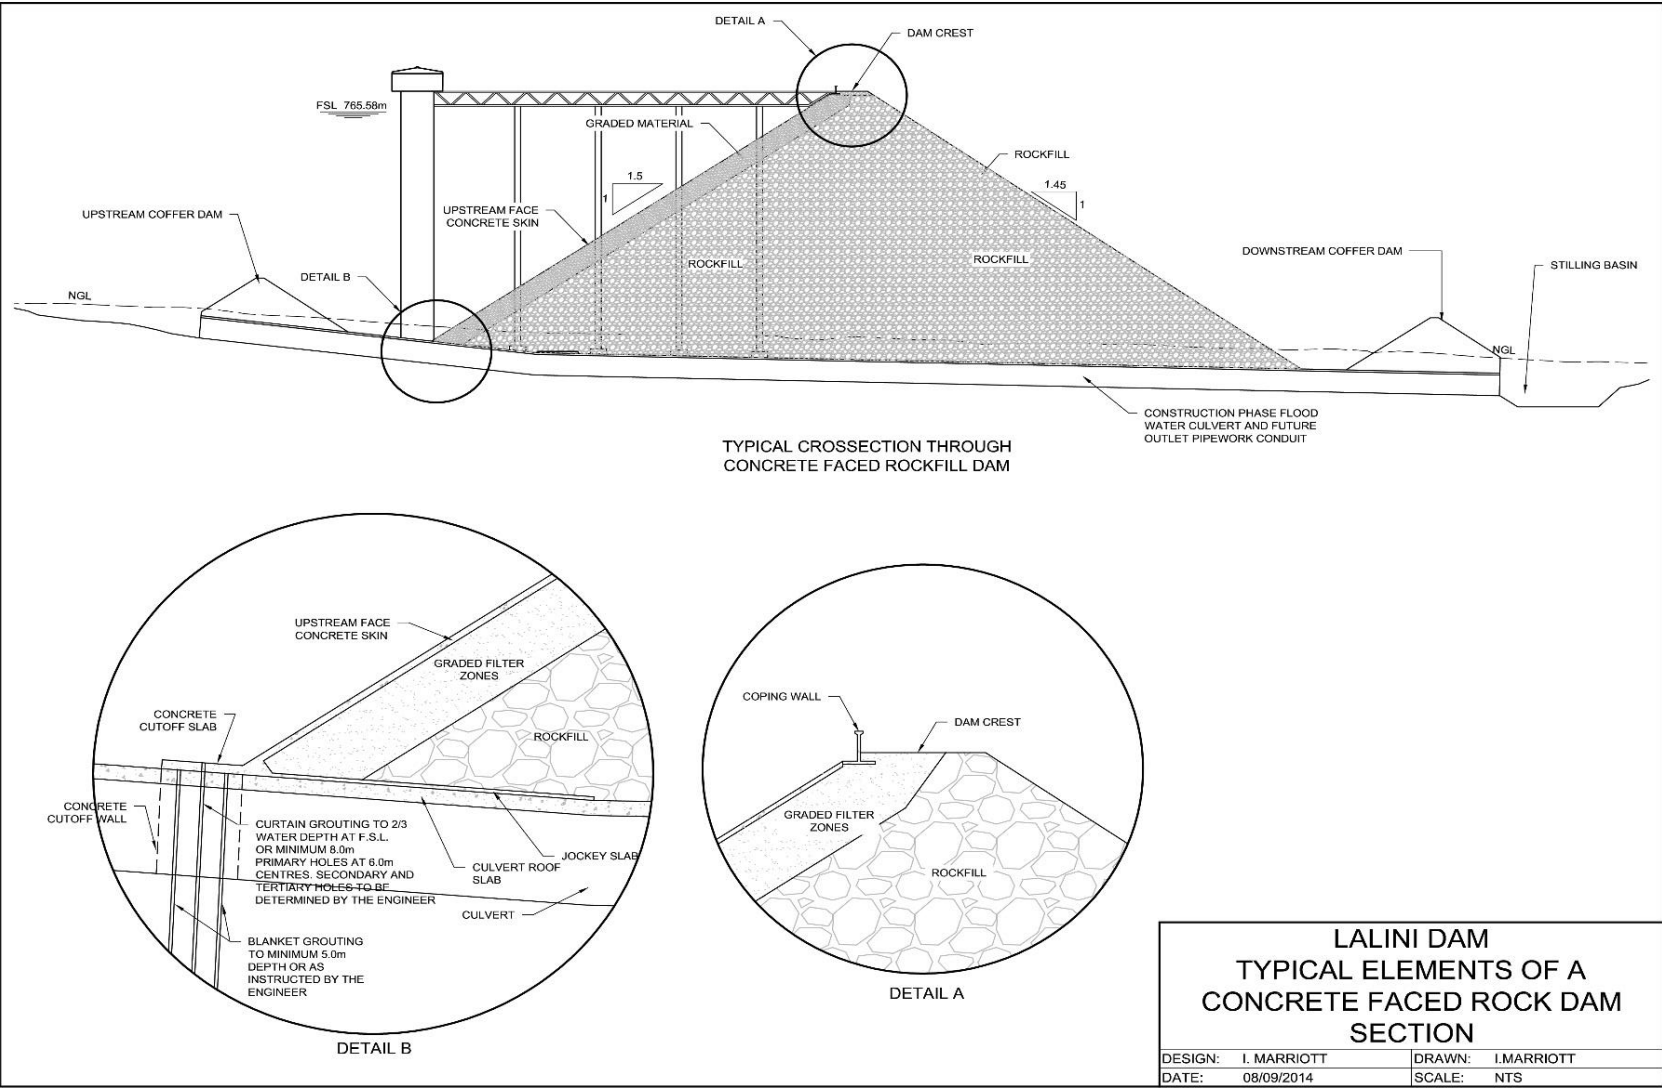 DETAIL A
DAM CREST
FSL 765.58m
GRADED MATERIAL
ROCKFILL
1.5
1
1.45
1
UPSTREAM COFFER DAM
UPSTREAM FACE
CONCRETE SKIN
ROCKFILL
ROCKFILL
DOWNSTREAM COFFER DAM
STILLING BASIN
DETAIL B
NGL
NGL
CONSTRUCTION PHASE FLOOD
WATER CULVERT AND FUTURE
OUTLET PIPEWORK CONDUIT
TYPICAL CROSSECTION THROUGH
CONCRETE FACED ROCKFILL DAM
UPSTREAM FACE
CONCRETE SKIN
GRADED FILTER
ZONES
CONCRETE
CUTOFF SLAB
ROCKFILL
CONCRETE
CUTOFF WALL
CURTAIN GROUTING TO 2/3
WATER DEPTH AT F.S.L.
OR MINIMUM 8.0m
PRIMARY HOLES AT 6.0m
CENTRES. SECONDARY AND
TERTIARY HOLES TO BE
DETERMINED BY THE ENGINEER
JOCKEY SLAB
CULVERT ROOF
SLAB
CULVERT
BLANKET GROUTING
TO MINIMUM 5.0m
DEPTH OR AS
INSTRUCTED BY THE
ENGINEER
DETAIL B
COPING WALL
DAM CREST
GRADED FILTER
ZONES
ROCKFILL
DETAIL A
LALINI DAM
TYPICAL ELEMENTS OF A
CONCRETE FACED ROCK DAM
SECTION
DESIGN: I. MARRIOTT DRAWN: I.MARRIOTT
DATE: 08/09/2014 SCALE: NTS